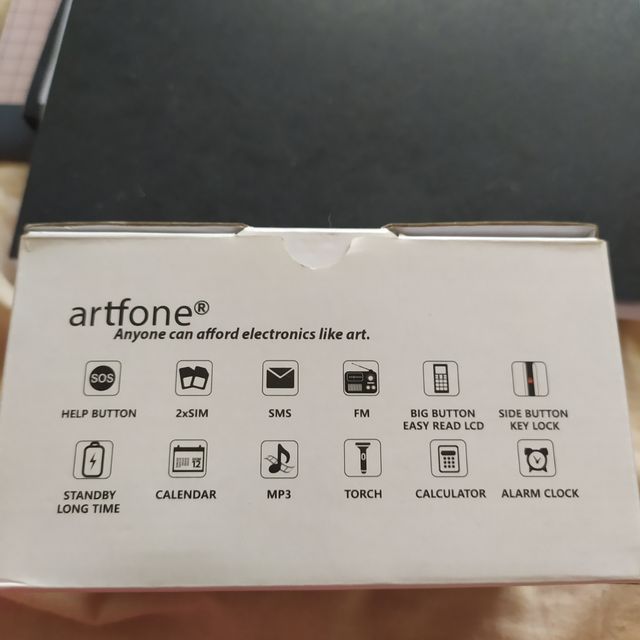 artfone®
Anyone can afford electronics like art.
SOS
HELP BUTTON
2xSIM
SMS
FM
BIG BUTTON
EASY READ LCD
SIDE BUTTON
KEY LOCK
12
STANDBY
LONG TIME
CALENDAR
MP3
TORCH
CALCULATOR
ALARM CLOCK